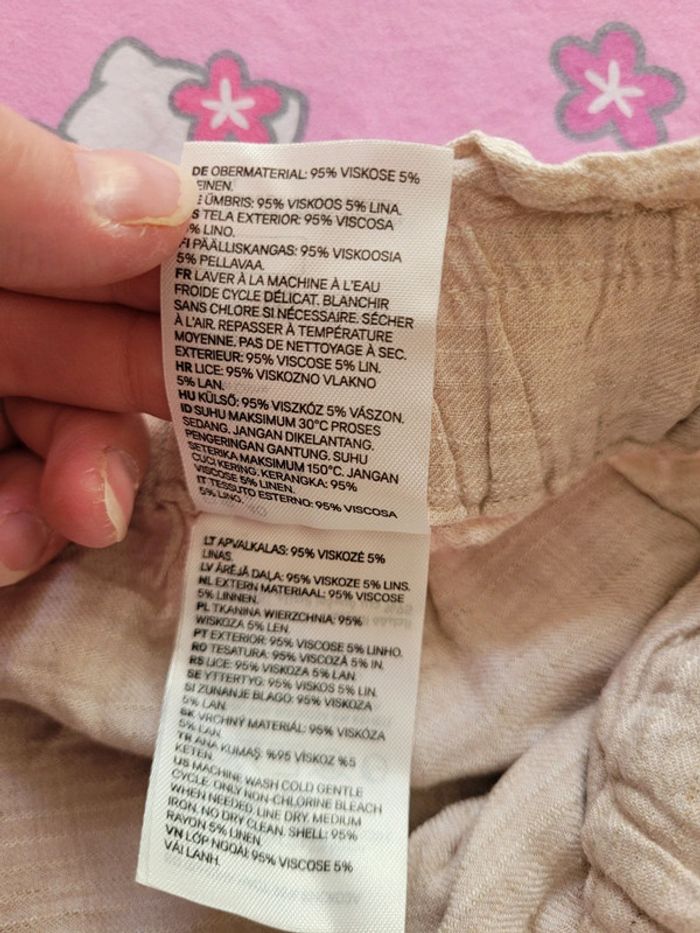 DE OBERMATERIAL: 95% VISKOSE 5%
EINEN.
E ÜMBRIS: 95% VISKOOS 5% LINA.
S TELA EXTERIOR: 95% VISCOSA
% LINO.
FI PÄÄLLISKANGAS: 95% VISKOOSIA
5% PELLAVAA.
FR LAVER À LA MACHINE À L'EAU
FROIDE CYCLE DÉLICAT. BLANCHIR
SANS CHLORE SI NÉCESSAIRE. SÉCHER
À L'AIR. REPASSER À TEMPÉRATURE
MOYENNE. PAS DE NETTOYAGE À SEC.
EXTERIEUR: 95% VISCOSE 5% LIN.
HR LICE: 95% VISKOZNO VLAKNO
5% LAN.
HU KÜLSŐ: 95% VISZKÓZ 5% VÁSZON.
ID SUHU MAKSIMUM 30°C PROSES
SEDANG. JANGAN DIKELANTANG.
PENGERINGAN GANTUNG. SUHU
SETERIKA MAKSIMUM 150°C. JANGAN
CUCI KERING. KERANGKA: 95%
VISCOSE 5% LINEN.
IT TESSUTO ESTERNO: 95% VISCOSA
5% LINO.
LT APVALKALAS: 95% VISKOZĖ 5%
LINAS.
LV ĀRĒJĀ DAĻA: 95% VISKOZE 5% LINS.
NL EXTERN MATERIAAL: 95% VISCOSE
5% LINNEN.
PL TKANINA WIERZCHNIA: 95%
WISKOZA 5% LEN.
PT EXTERIOR: 95% VISCOSE 5% LINHO.
RO TESATURA: 95% VISCOZĂ 5% IN.
RS LICE: 95% VISKOZA 5% LAN.
SE YTTERTYG: 95% VISKOS 5% LIN.
SI ZUNANJE BLAGO: 95% VISKOZA
5% LAN.
SK VRCHNÝ MATERIÁL: 95% VISKÓZA
5% ĽAN.
TR ANA KUMAŞ: %95 VİSKOZ %5
KETEN.
US MACHINE WASH COLD GENTLE
CYCLE. ONLY NON-CHLORINE BLEACH
WHEN NEEDED. LINE DRY. MEDIUM
IRON. NO DRY CLEAN. SHELL: 95%
RAYON 5% LINEN.
VN LỚP NGOÀI: 95% VISCOSE 5%
VẢI LANH.